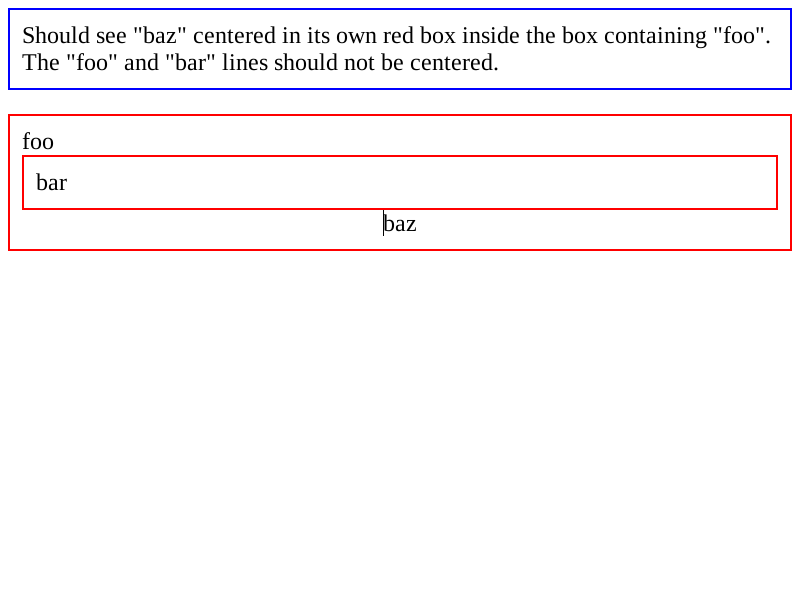 Should see "baz" centered in its own red box inside the box containing "foo".
The "foo" and "bar" lines should not be centered.
foo
bar
baz